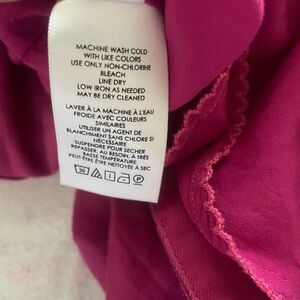 MACHINE WASH COLD
WITH LIKE COLORS
USE ONLY NON-CHLORINE
BLEACH
LINE DRY
LOW IRON AS NEEDED
MAY BE DRY CLEANED
LAVER À LA MACHINE À L'EAU
FROIDE AVEC COULEURS
SIMILAIRES
UTILISER UN AGENT DE
BLANCHIMENT SANS CHLORE SI
NÉCESSAIRE
SUSPENDRE POUR SÉCHER
REPASSER, AU BESOIN, À TRÈS
BASSE TEMPÉRATURE
PEUT-ÊTRE ÊTRE NETTOYÉ À SEC